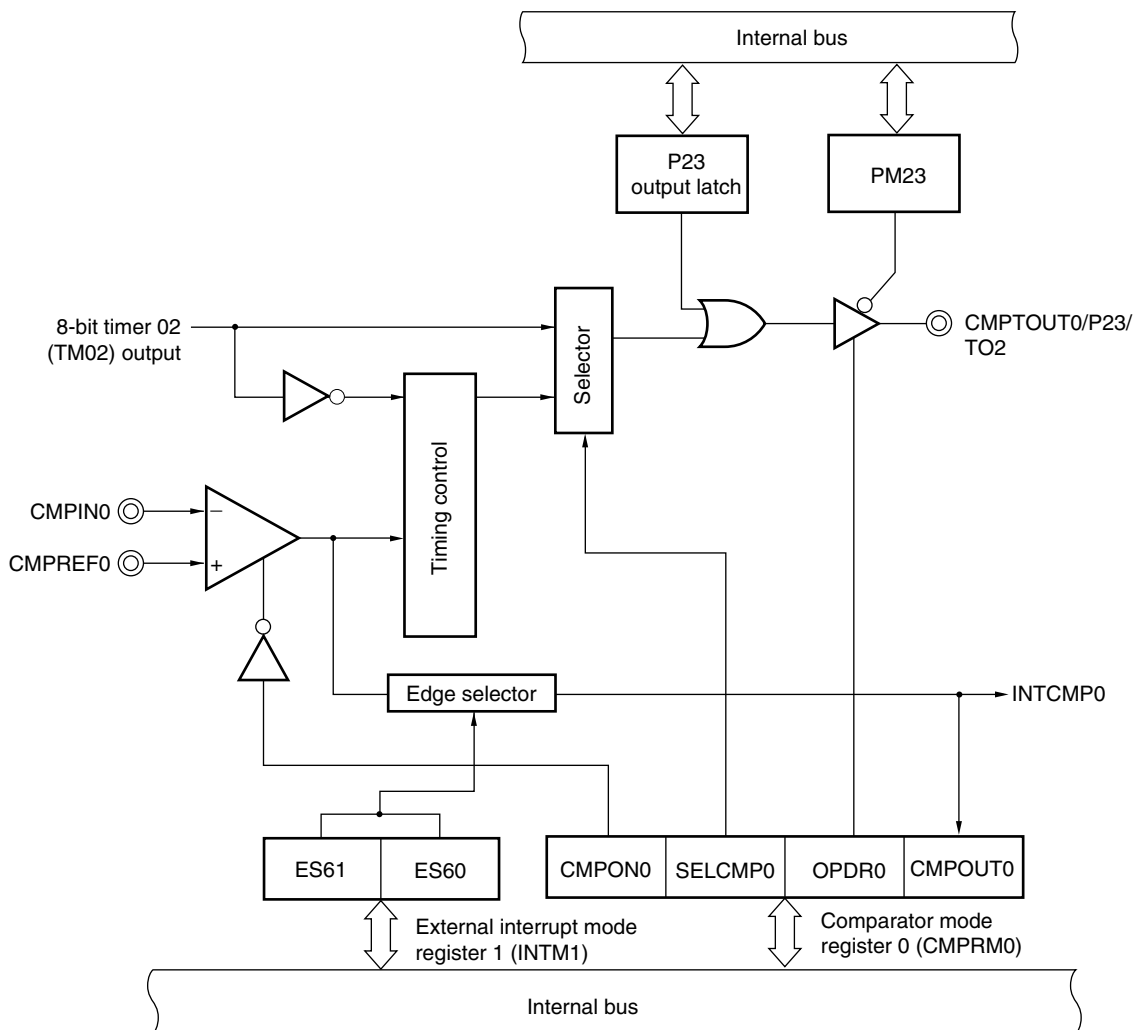 Internal bus
P23
output latch
PM23
8-bit timer 02
(TM02) output
Selector
CMPTOUT0/P23/
TO2
Timing control
CMPIN0
−
CMPREF0
+
Edge selector
INTCMP0
ES61
ES60
CMPON0
SELCMP0
OPDR0
CMPOUT0
External interrupt mode
register 1 (INTM1)
Comparator mode
register 0 (CMPRM0)
Internal bus